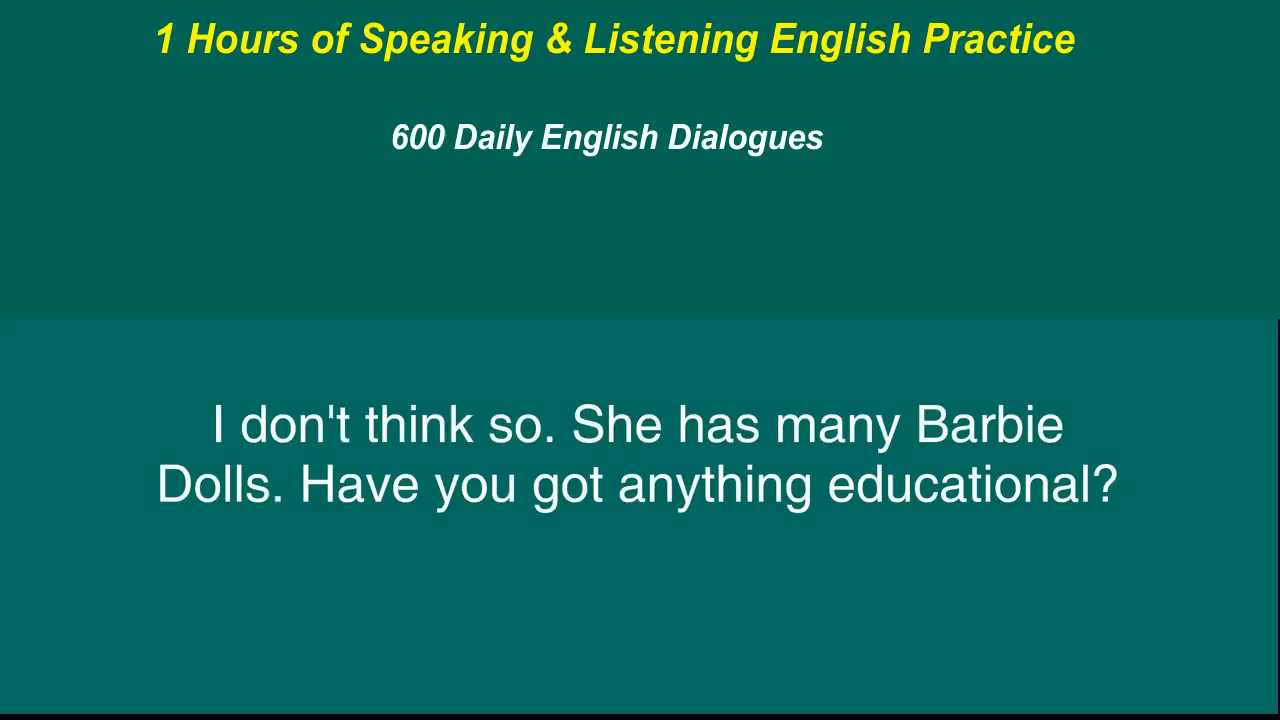 1 Hours of Speaking & Listening English Practice
600 Daily English Dialogues
I don't think so. She has many Barbie
Dolls. Have you got anything educational?